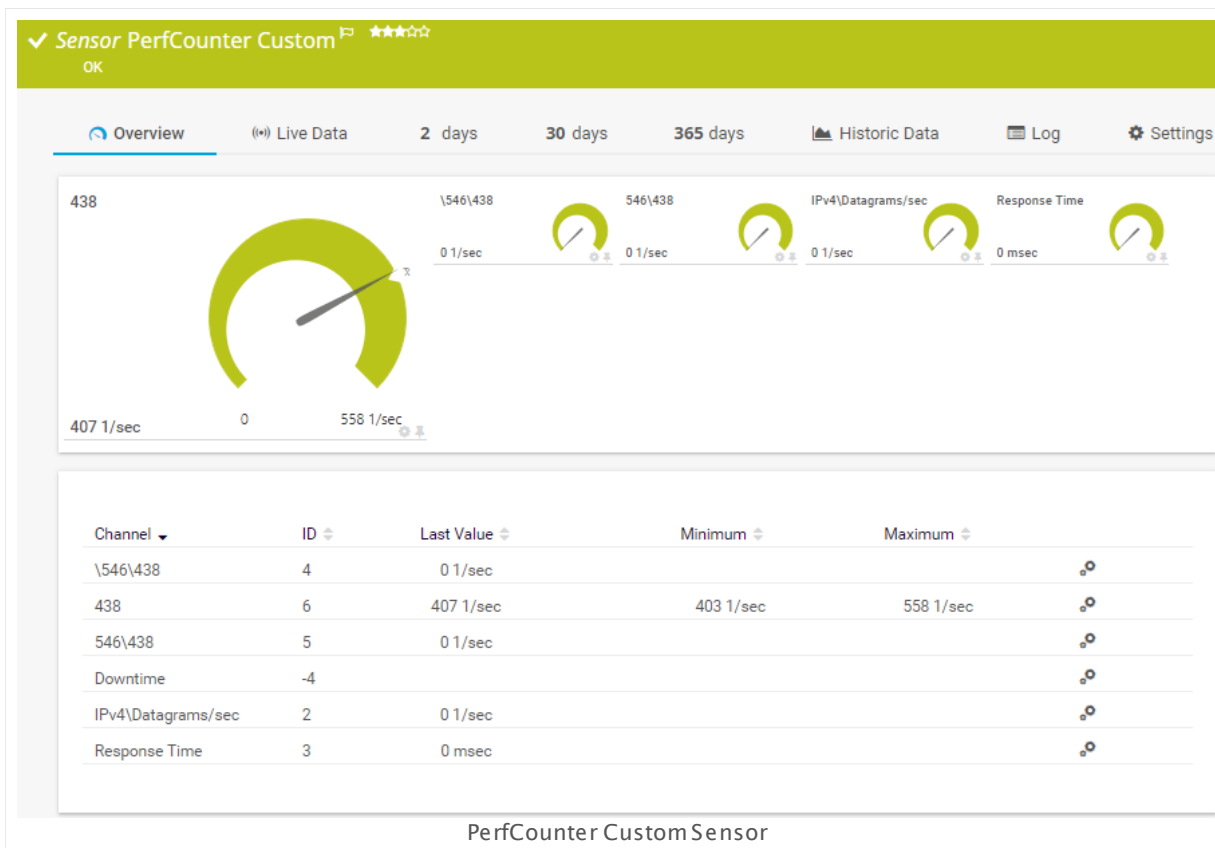 Sensor PerfCounter Custom
OK
Overview Live Data 2 days 30 days 365 days Historic Data Log Settings
438
407 1/sec
0
558 1/sec
\546\438
0 1/sec
546\438
0 1/sec
IPv4\Datagrams/sec
0 1/sec
Response Time
0 msec
Channel ID Last Value Minimum Maximum
\546\438 4 0 1/sec
438 6 407 1/sec 403 1/sec 558 1/sec
546\438 5 0 1/sec
Downtime -4
IPv4\Datagrams/sec 2 0 1/sec
Response Time 3 0 msec
PerfCounter Custom Sensor